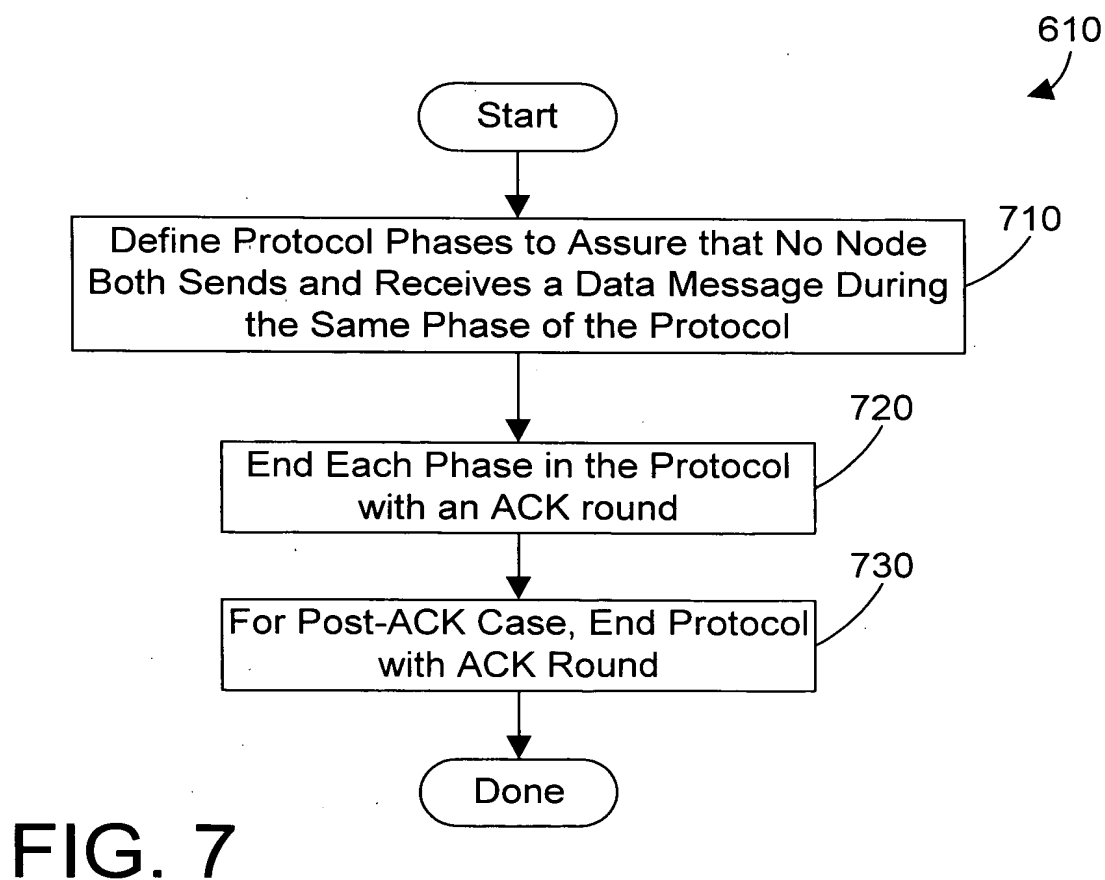 610
Start
Define Protocol Phases to Assure that No Node
Both Sends and Receives a Data Message During
the Same Phase of the Protocol
710
End Each Phase in the Protocol
with an ACK round
720
For Post-ACK Case, End Protocol
with ACK Round
730
Done
FIG. 7